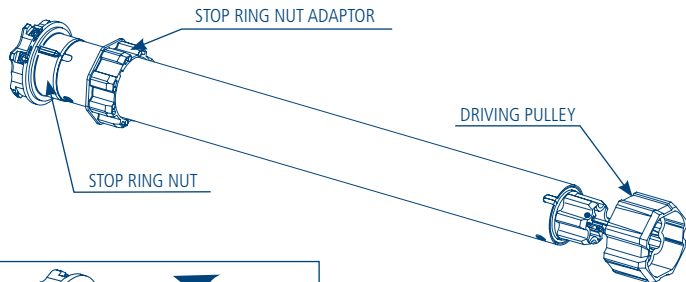 STOP RING NUT ADAPTOR
DRIVING PULLEY
STOP RING NUT